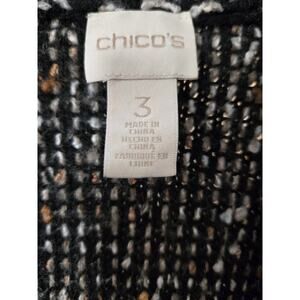 chico's
3
MADE IN
CHINA
HECHO EN
CHINA
FABRIQUÉ EN
CHINE